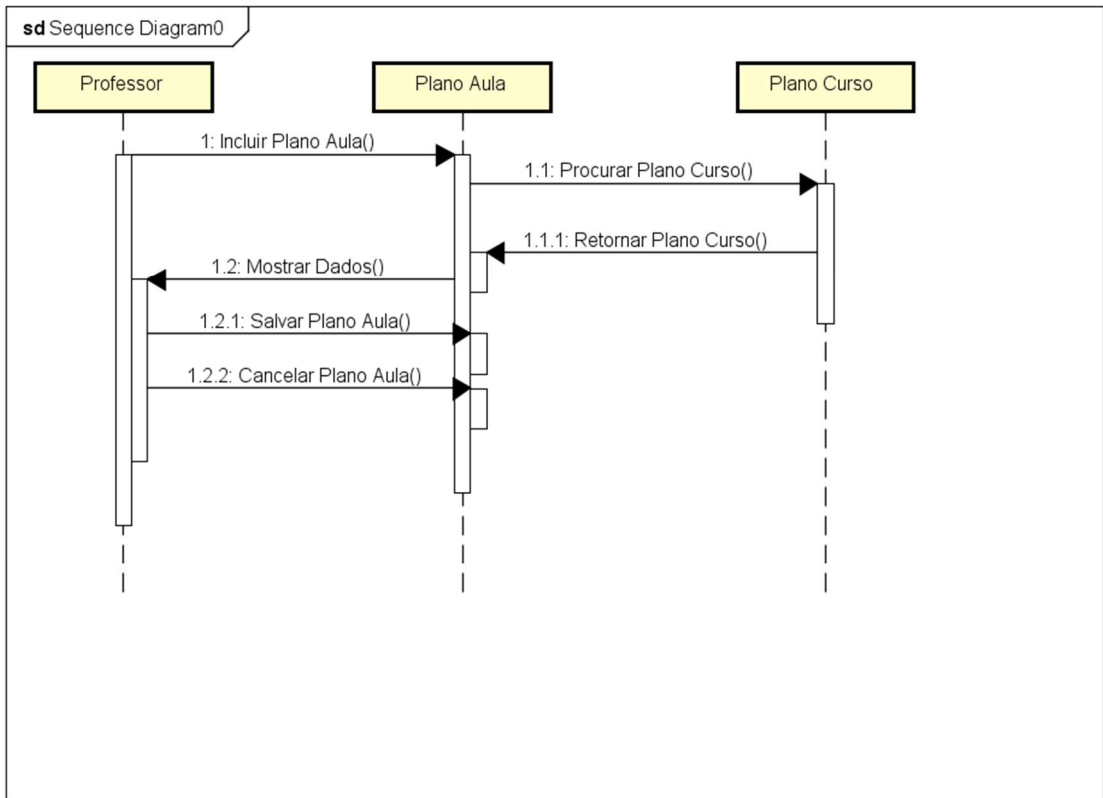 sd Sequence Diagram0
Professor
Plano Aula
Plano Curso
1: Incluir Plano Aula()
1.1: Procurar Plano Curso()
1.1.1: Retornar Plano Curso()
1.2: Mostrar Dados()
1.2.1: Salvar Plano Aula()
1.2.2: Cancelar Plano Aula()